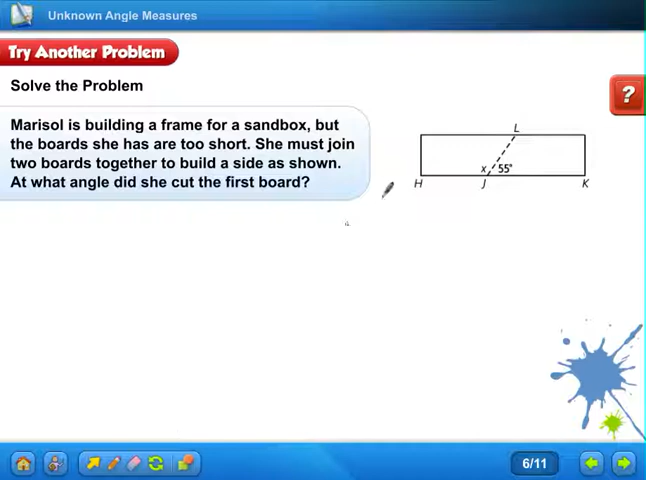 Unknown Angle Measures
Try Another Problem
Solve the Problem
?
Marisol is building a frame for a sandbox, but
the boards she has are too short. She must join
two boards together to build a side as shown.
At what angle did she cut the first board?
L
x 55°
H J K
6/11